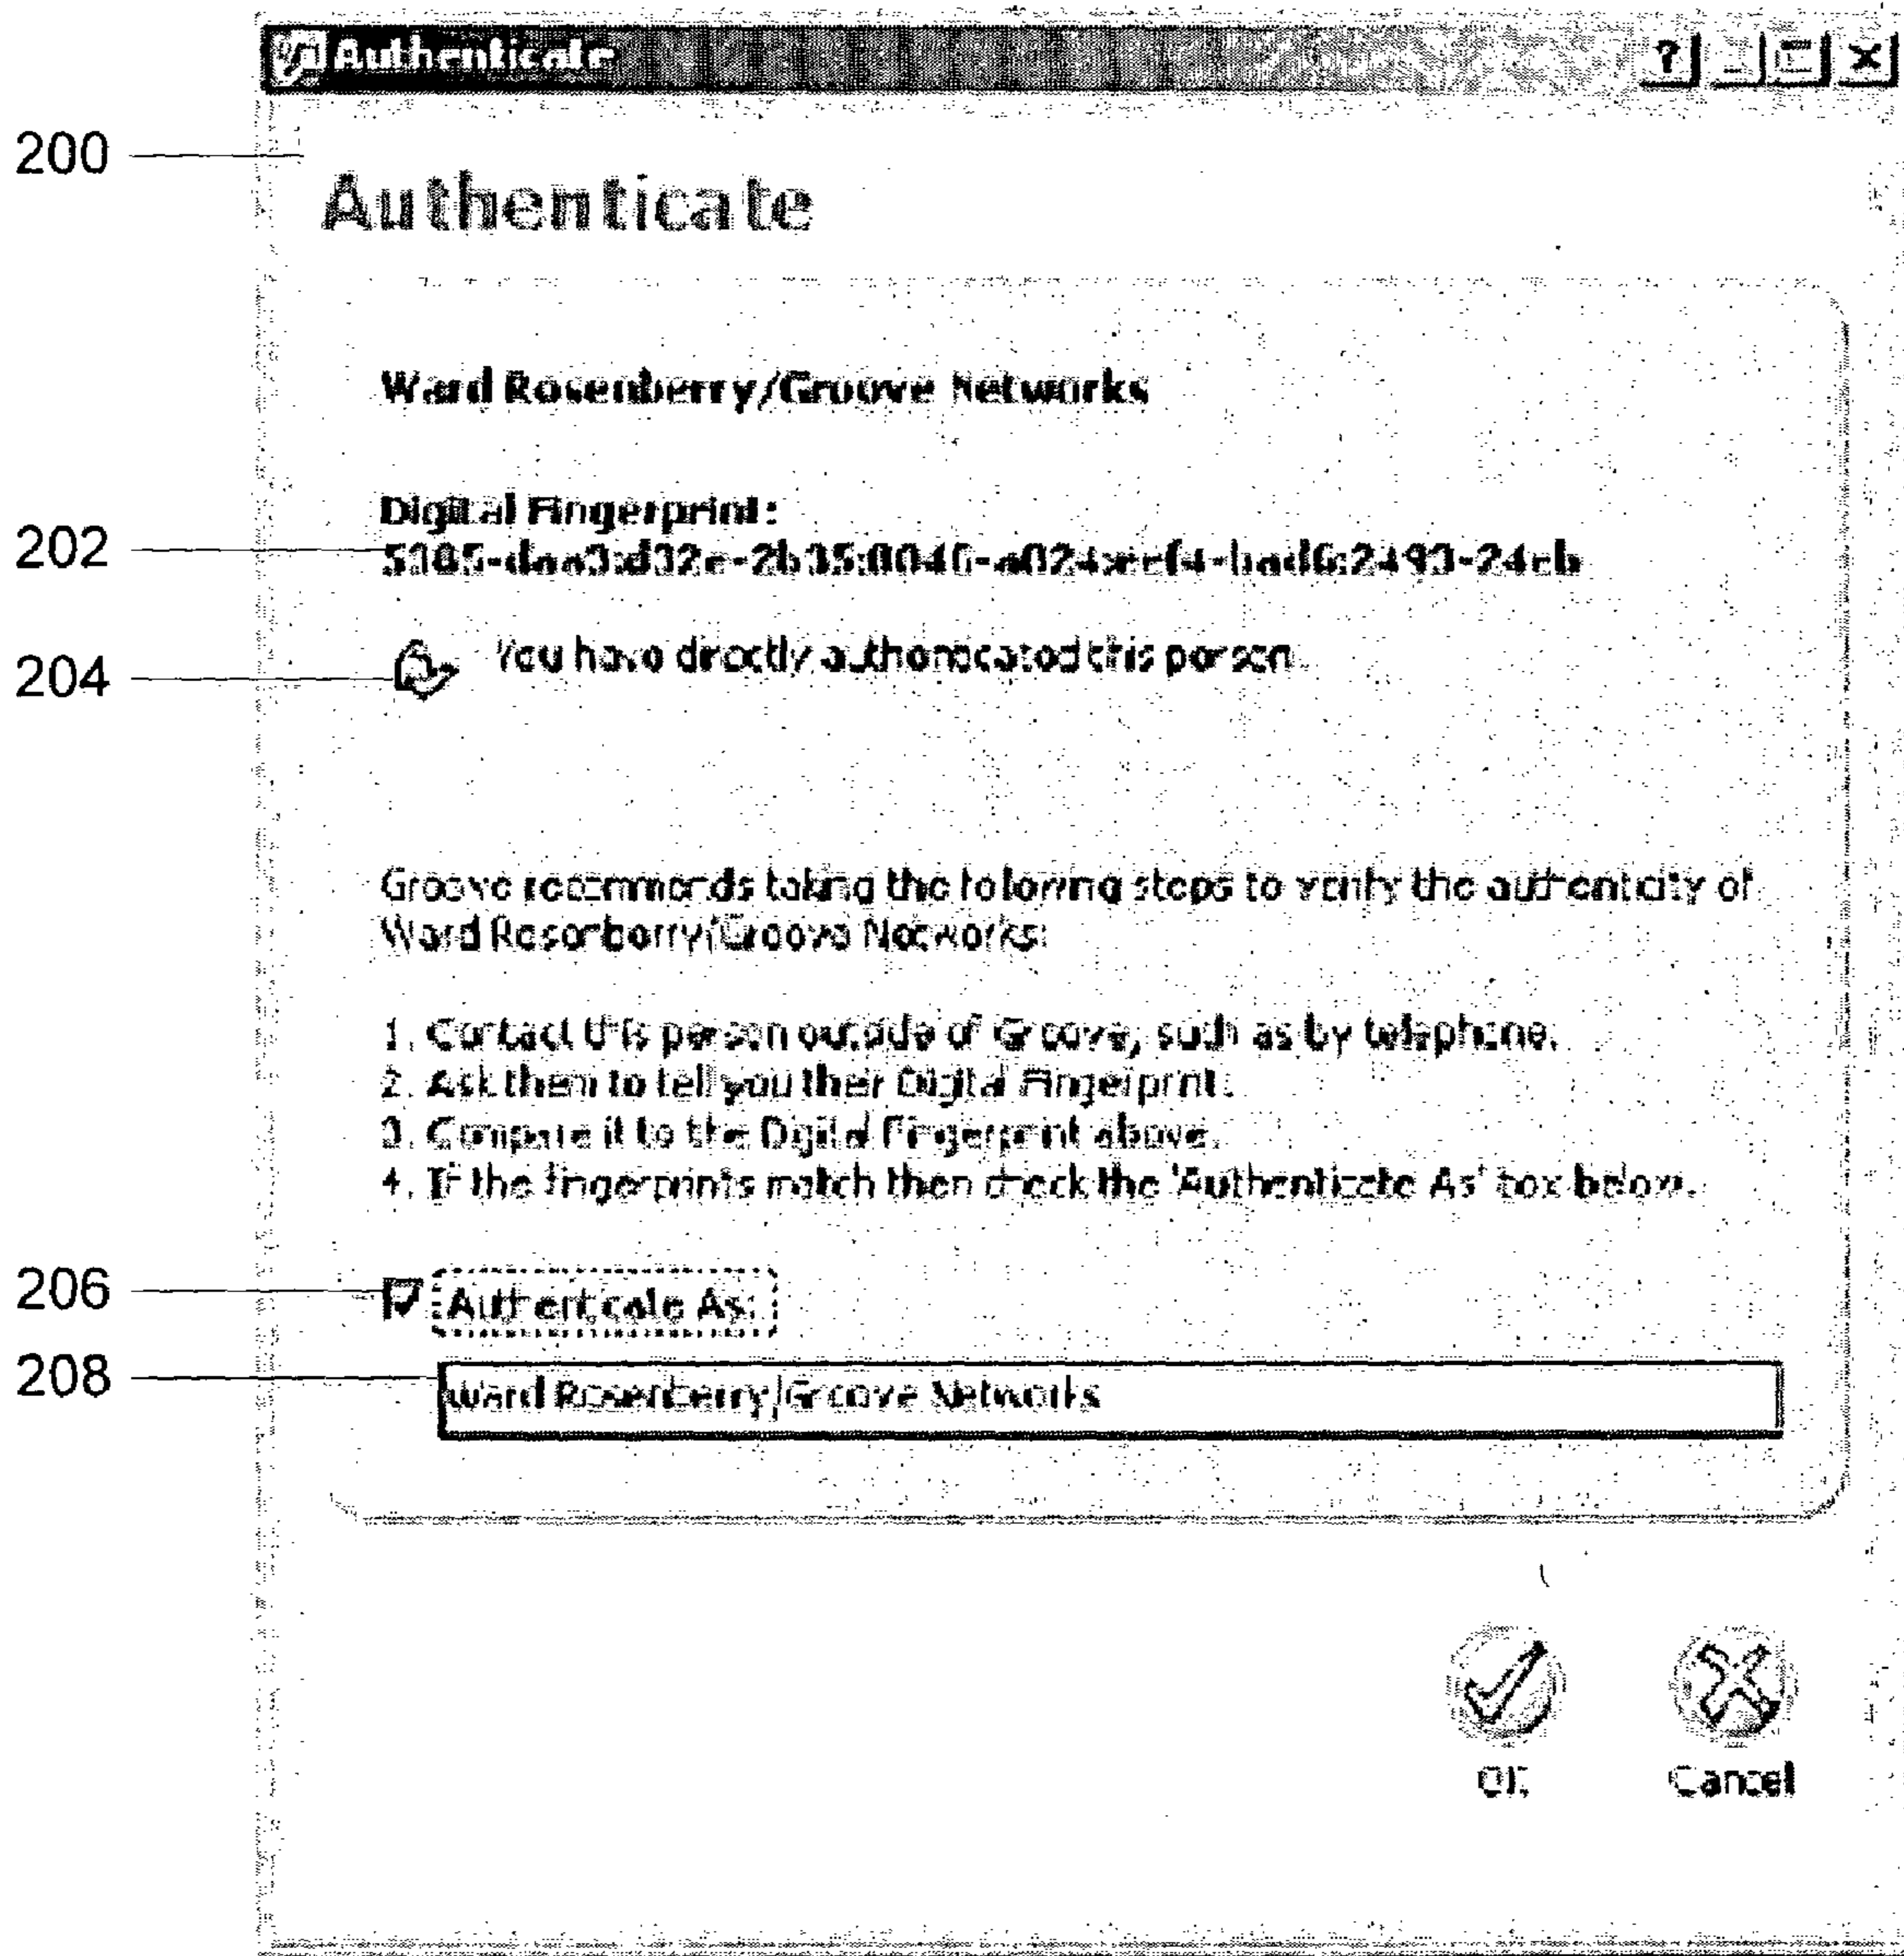 Authenticate
200
Authenticate
Ward Rosenberry/Groove Networks
Digital Fingerprint:
202
204
You have directly authenticated this person.
Groove recommends taking the following steps to verify the authenticity of
Ward Rosenberry/Groove Networks:
1. Contact this person outside of Groove, such as by telephone.
2. Ask them to tell you their Digital Fingerprint.
3. Compare it to the Digital Fingerprint above.
4. If the fingerprints match then check the 'Authenticate As' box below.
206
Authenticate As:
208
Ward Rosenberry/Groove Networks
OK
Cancel